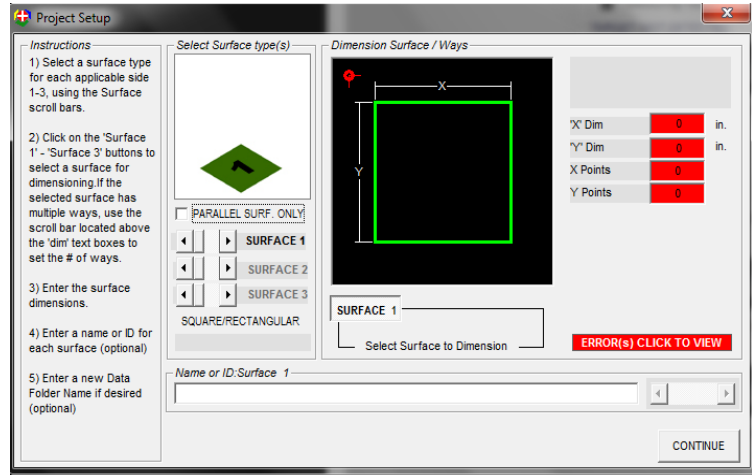 Project Setup
Instructions
1) Select a surface type
for each applicable side
1-3, using the Surface
scroll bars.
2) Click on the 'Surface
1' - 'Surface 3' buttons to
select a surface for
dimensioning.If the
selected surface has
multiple ways, use the
scroll bar located above
the 'dim' text boxes to
set the # of ways.
3) Enter the surface
dimensions.
4) Enter a name or ID for
each surface (optional)
5) Enter a new Data
Folder Name if desired
(optional)
Select Surface type(s)
1
PARALLEL SURF. ONLY
SURFACE 1
SURFACE 2
SURFACE 3
SQUARE/RECTANGULAR
Dimension Surface / Ways
X
Y
SURFACE 1
Select Surface to Dimension
'X' Dim 0 in.
'Y' Dim 0 in.
X Points 0
Y Points 0
ERROR(s) CLICK TO VIEW
Name or ID:Surface 1
CONTINUE